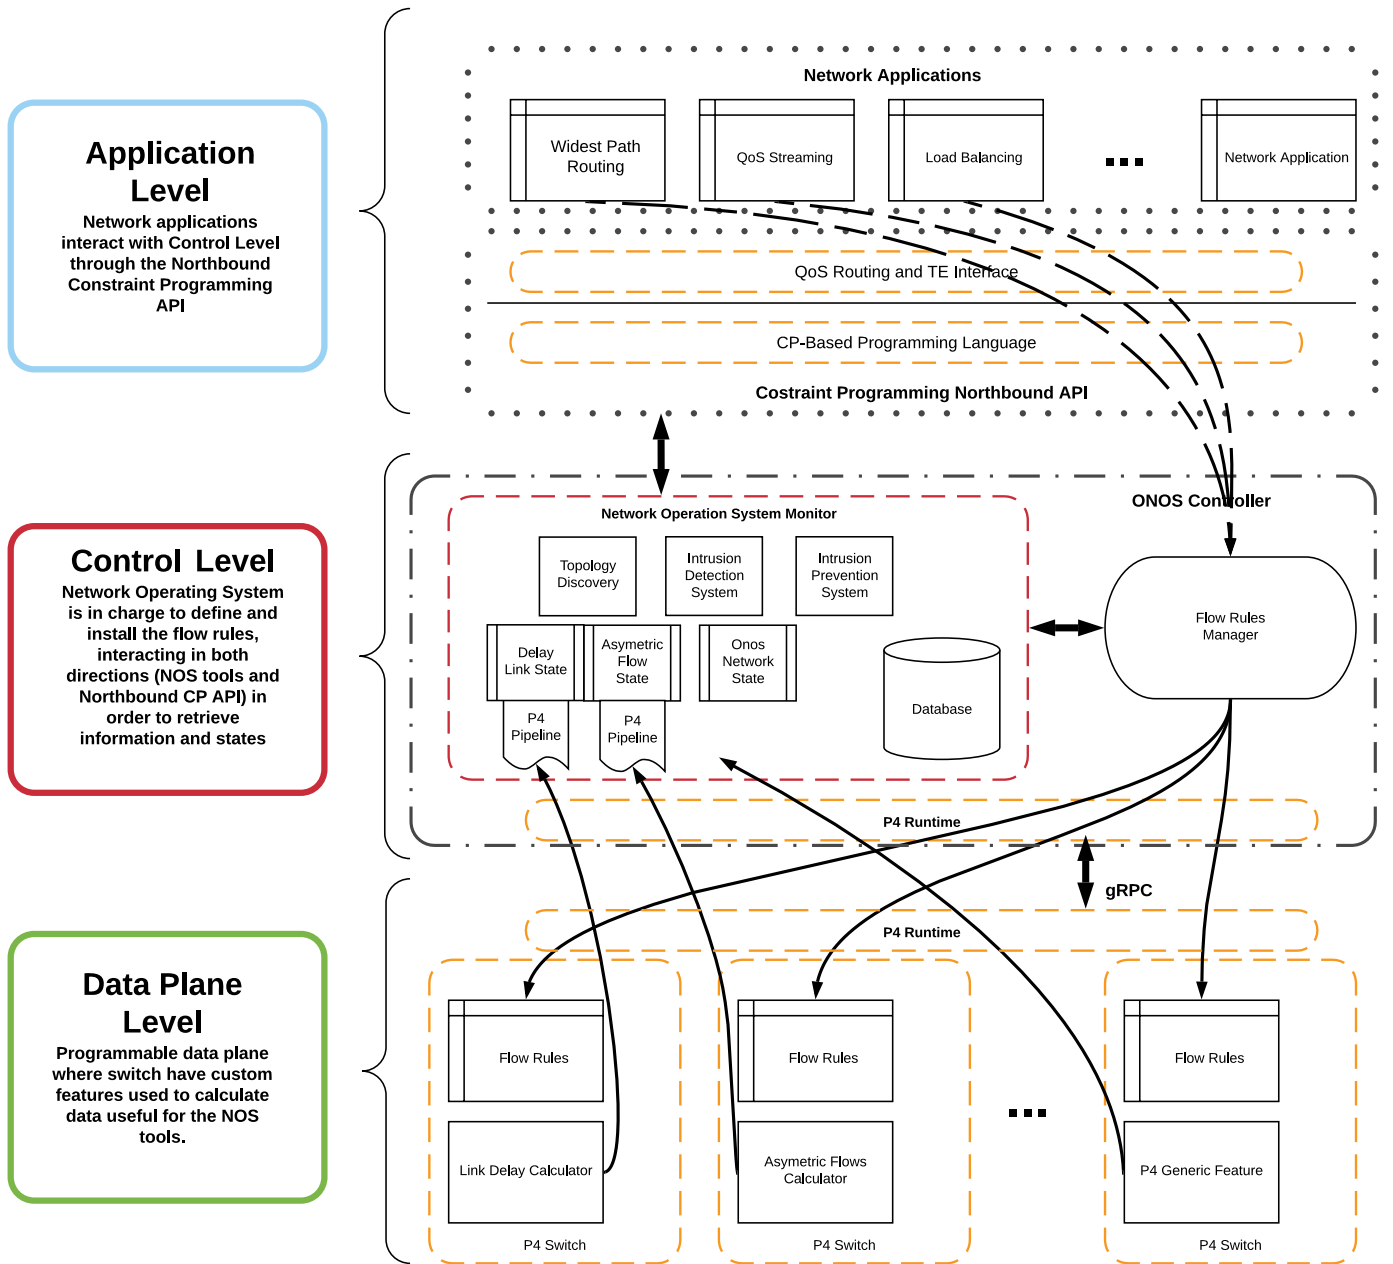 Application
Level
Network applications
interact with Control Level
through the Northbound
Constraint Programming
API
Network Applications
Widest Path
Routing
QoS Streaming
Load Balancing
Network Application
QoS Routing and TE Interface
CP-Based Programming Language
Costraint Programming Northbound API
Control Level
Network Operating System
is in charge to define and
install the flow rules,
interacting in both
directions (NOS tools and
Northbound CP API) in
order to retrieve
information and states
ONOS Controller
Network Operation System Monitor
Topology
Discovery
Intrusion
Detection
System
Intrusion
Prevention
System
Delay
Link State
Asymetric
Flow
State
Onos
Network
State
P4
Pipeline
P4
Pipeline
Database
Flow Rules
Manager
P4 Runtime
gRPC
P4 Runtime
Data Plane
Level
Programmable data plane
where switch have custom
features used to calculate
data useful for the NOS
tools.
Flow Rules
Link Delay Calculator
P4 Switch
Flow Rules
Asymetric Flows
Calculator
P4 Switch
Flow Rules
P4 Generic Feature
P4 Switch